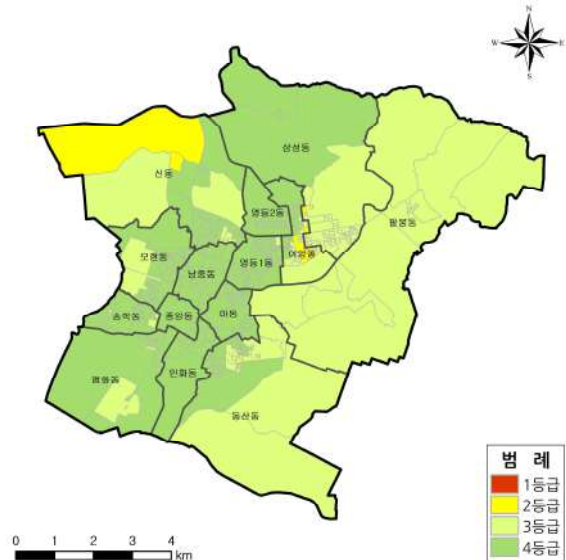 N
W E
S
삼성동
신동
영등2동
팔봉동
어양동
모현동
영등1동
남중동
송학동
중앙동
마동
평화동
인화동
동산동
범 례
1등급
2등급
3등급
4등급
0 1 2 3 4
km